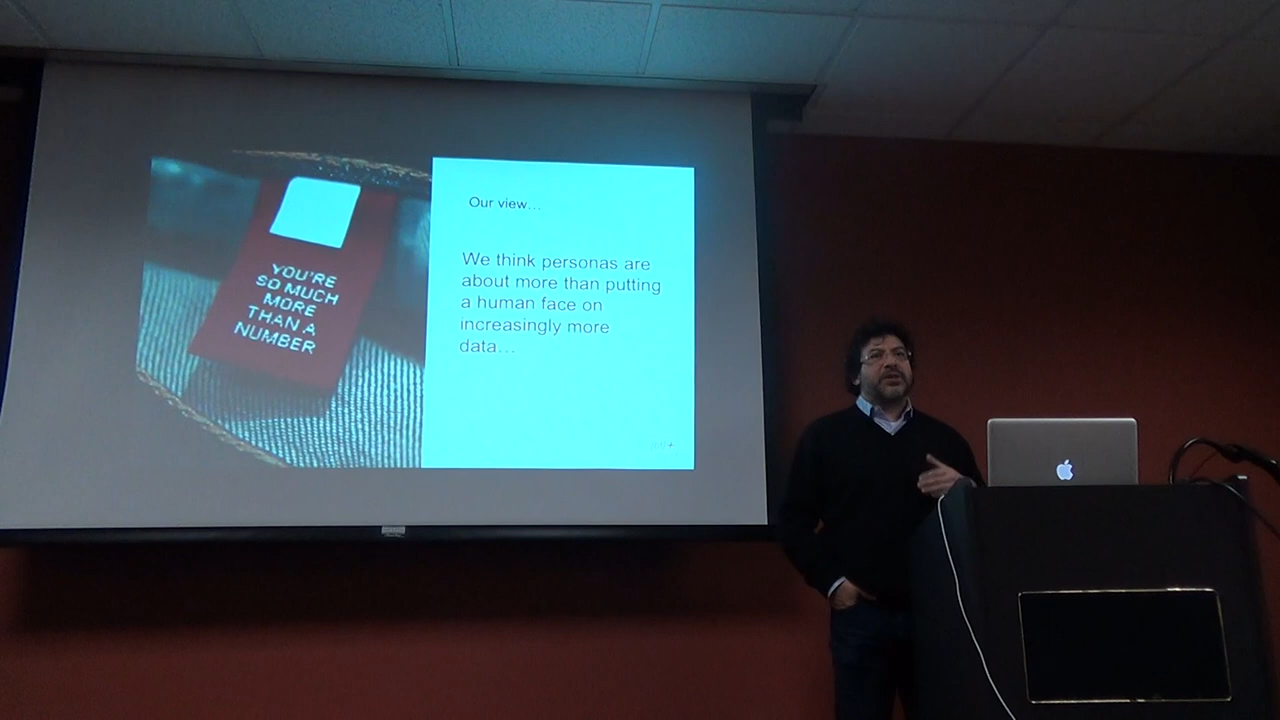 YOU'RE
SO MUCH
MORE
THAN A
NUMBER
Our view...
We think personas are
about more than putting
a human face on
increasingly more
data...